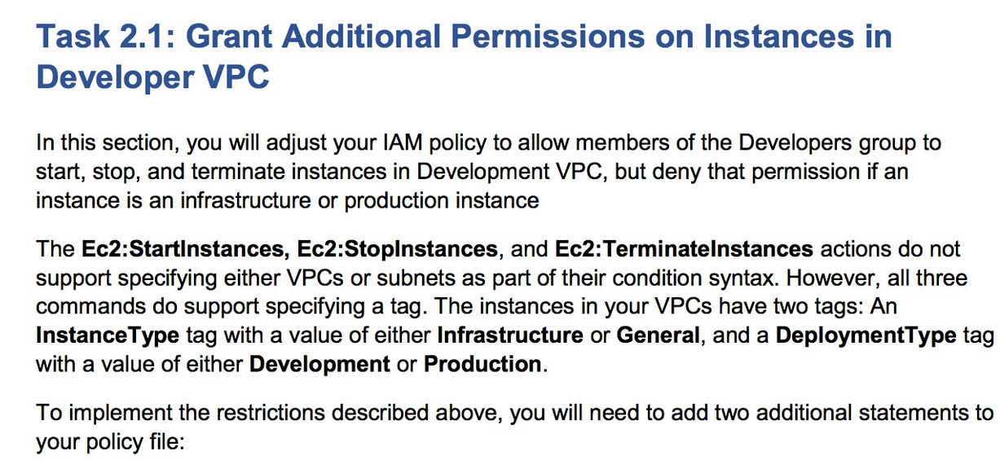 Task 2.1: Grant Additional Permissions on Instances in
Developer VPC
In this section, you will adjust your IAM policy to allow members of the Developers group to
start, stop, and terminate instances in Development VPC, but deny that permission if an
instance is an infrastructure or production instance
The Ec2:StartInstances, Ec2:StopInstances, and Ec2:TerminateInstances actions do not
support specifying either VPCs or subnets as part of their condition syntax. However, all three
commands do support specifying a tag. The instances in your VPCs have two tags: An
InstanceType tag with a value of either Infrastructure or General, and a DeploymentType tag
with a value of either Development or Production.
To implement the restrictions described above, you will need to add two additional statements to
your policy file: